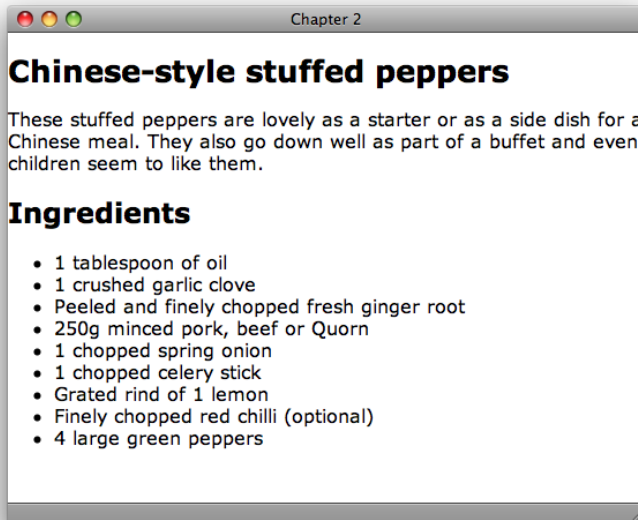 Chapter 2
Chinese-style stuffed peppers
These stuffed peppers are lovely as a starter or as a side dish for a
Chinese meal. They also go down well as part of a buffet and even
children seem to like them.
Ingredients
• 1 tablespoon of oil
• 1 crushed garlic clove
• Peeled and finely chopped fresh ginger root
• 250g minced pork, beef or Quorn
• 1 chopped spring onion
• 1 chopped celery stick
• Grated rind of 1 lemon
• Finely chopped red chilli (optional)
• 4 large green peppers